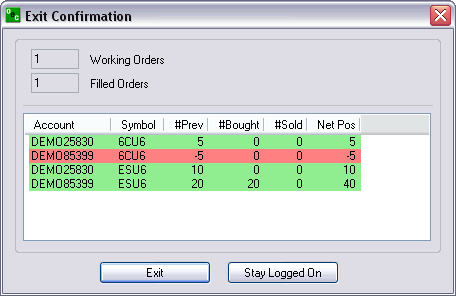 Exit Confirmation
1 Working Orders
1 Filled Orders
Account Symbol #Prev #Bought #Sold Net Pos
DEMO25830 6CU6 5 0 0 5
DEMO85399 6CU6 -5 0 0 -5
DEMO25830 ESU6 10 0 0 10
DEMO85399 ESU6 20 20 0 40
Exit Stay Logged On